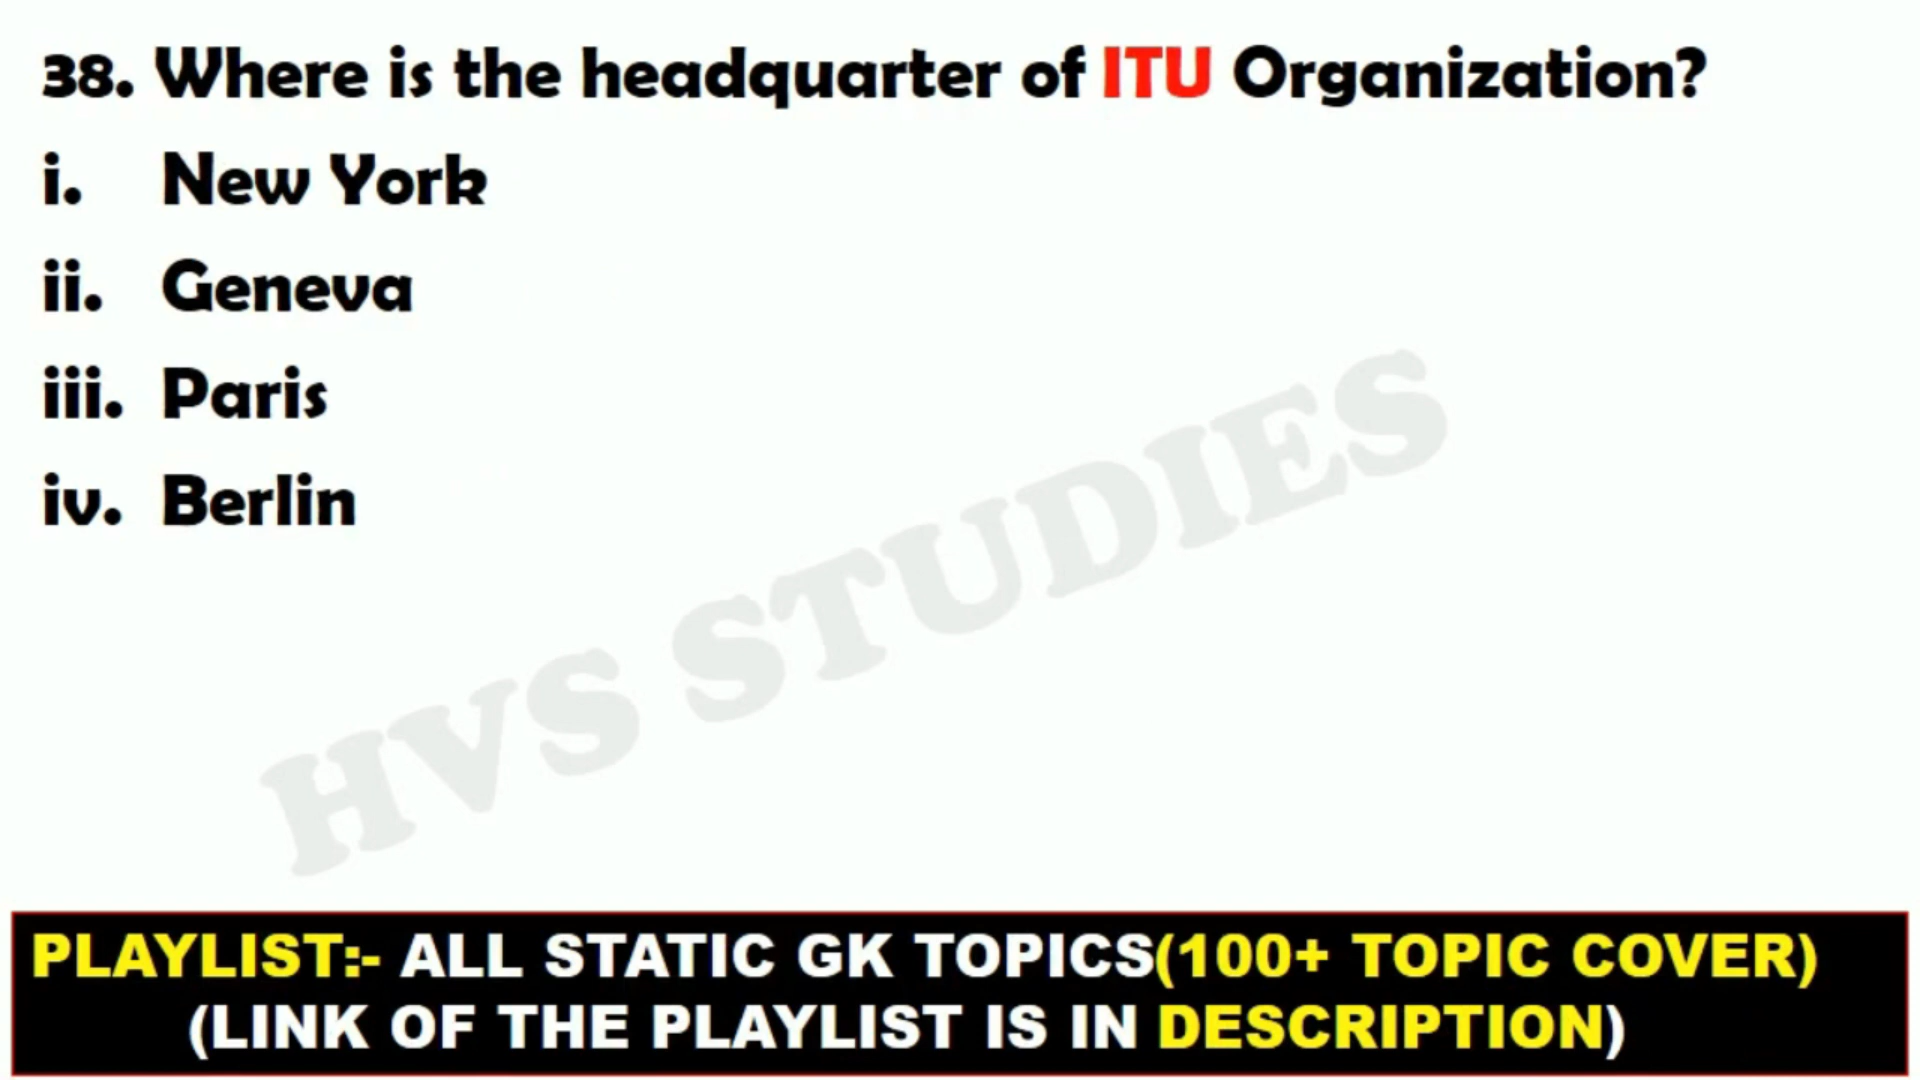 38. Where is the headquarter of ITU Organization?
i. New York
ii. Geneva
iii. Paris
iv. Berlin
HVS STUDIES
PLAYLIST:- ALL STATIC GK TOPICS(100+ TOPIC COVER)
(LINK OF THE PLAYLIST IS IN DESCRIPTION)